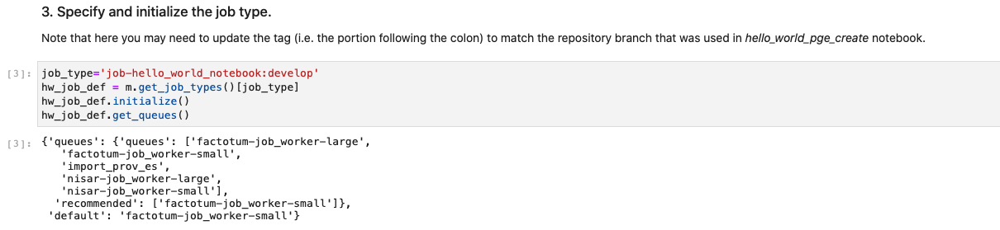 3. Specify and initialize the job type.
Note that here you may need to update the tag (i.e. the portion following the colon) to match the repository branch that was used in hello_world_pge_create notebook.
[3]: job_type='job-hello_world_notebook:develop'
hw_job_def = m.get_job_types()[job_type]
hw_job_def.initialize()
hw_job_def.get_queues()
[3]: {'queues': {'queues': ['factotum-job_worker-large',
'factotum-job_worker-small',
'import_prov_es',
'nisar-job_worker-large',
'nisar-job_worker-small'],
'recommended': ['factotum-job_worker-small']},
'default': 'factotum-job_worker-small'}